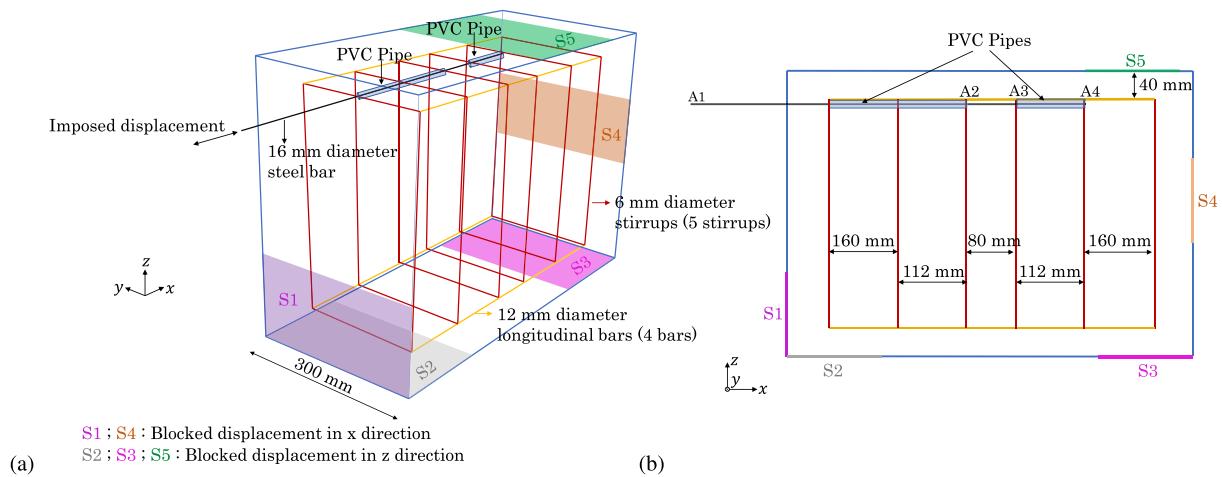 PVC Pipe
PVC Pipe
S5
Imposed displacement
16 mm diameter
steel bar
S4
6 mm diameter
stirrups (5 stirrups)
z
y
x
S1
S3
12 mm diameter
longitudinal bars (4 bars)
S2
300 mm
S1 ; S4 : Blocked displacement in x direction
S2 ; S3 ; S5 : Blocked displacement in z direction
(a)
PVC Pipes
S5
40 mm
A1
A2
A3
A4
S4
160 mm
80 mm
160 mm
112 mm
112 mm
S1
S2
S3
z
y
x
(b)